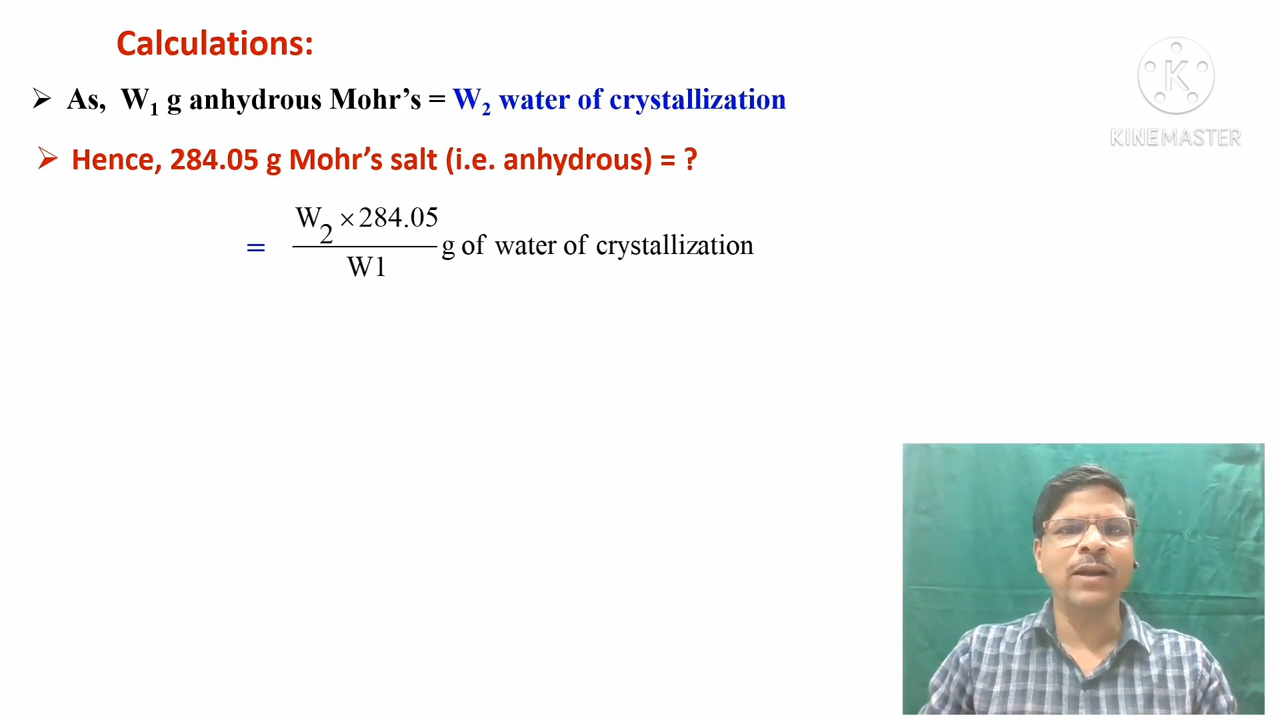 Calculations:
➢ As, W₁ g anhydrous Mohr’s = W₂ water of crystallization
➢ Hence, 284.05 g Mohr’s salt (i.e. anhydrous) = ?
= W₂ × 284.05 / W1 g of water of crystallization
K
KINEMASTER